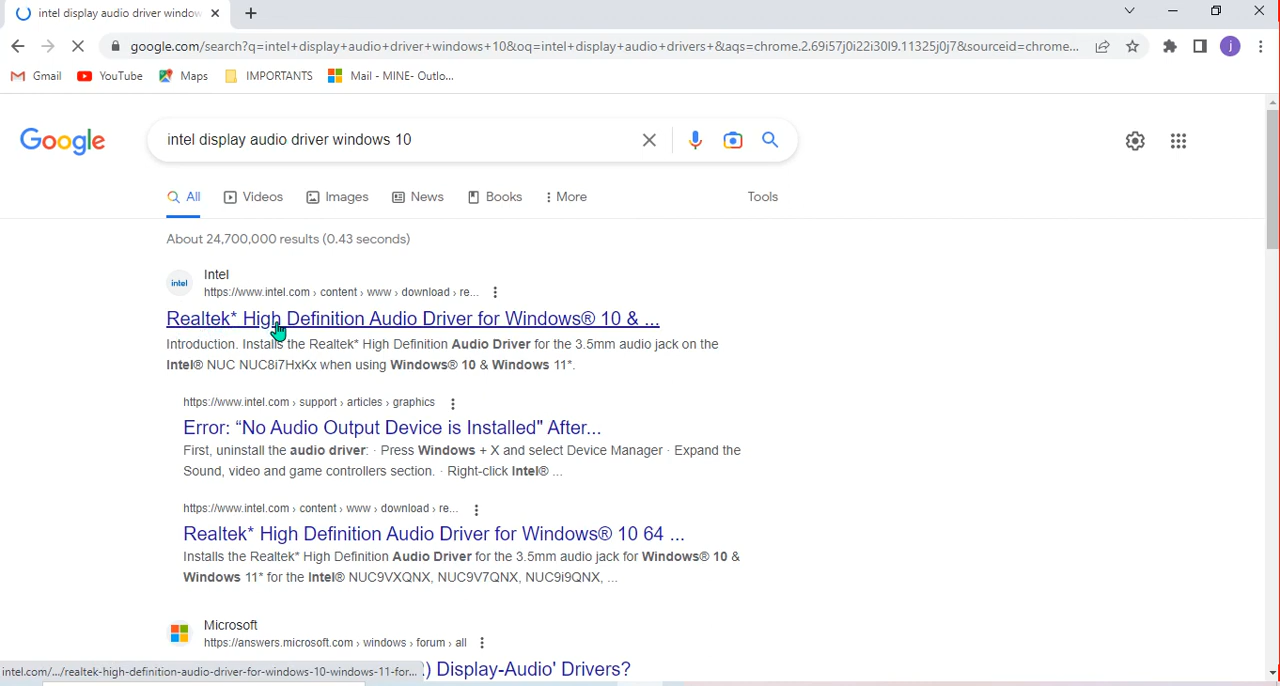 intel display audio driver window
google.com/search?q=intel+display+audio+driver+windows+10&oq=intel+display+audio+drivers+&aqs=chrome.2.69i57j0i22i30l9.11325j0j7&sourceid=chrome...
j
Gmail
YouTube
Maps
IMPORTANTS
Mail - MINE- Outlo...
Google
intel display audio driver windows 10
All
Videos
Images
News
Books
More
Tools
About 24,700,000 results (0.43 seconds)
intel
Intel
https://www.intel.com › content › www › download › re...
Realtek* High Definition Audio Driver for Windows® 10 & ...
Introduction. Installs the Realtek* High Definition Audio Driver for the 3.5mm audio jack on the
Intel® NUC NUC8i7HxKx when using Windows® 10 & Windows 11*.
https://www.intel.com › support › articles › graphics
Error: “No Audio Output Device is Installed" After...
First, uninstall the audio driver: · Press Windows + X and select Device Manager · Expand the
Sound, video and game controllers section. · Right-click Intel® ...
https://www.intel.com › content › www › download › re...
Realtek* High Definition Audio Driver for Windows® 10 64 ...
Installs the Realtek* High Definition Audio Driver for the 3.5mm audio jack for Windows® 10 &
Windows 11* for the Intel® NUC9VXQNX, NUC9V7QNX, NUC9i9QNX, ...
Microsoft
https://answers.microsoft.com › windows › forum › all
) Display-Audio' Drivers?
intel.com/.../realtek-high-definition-audio-driver-for-windows-10-windows-11-for...